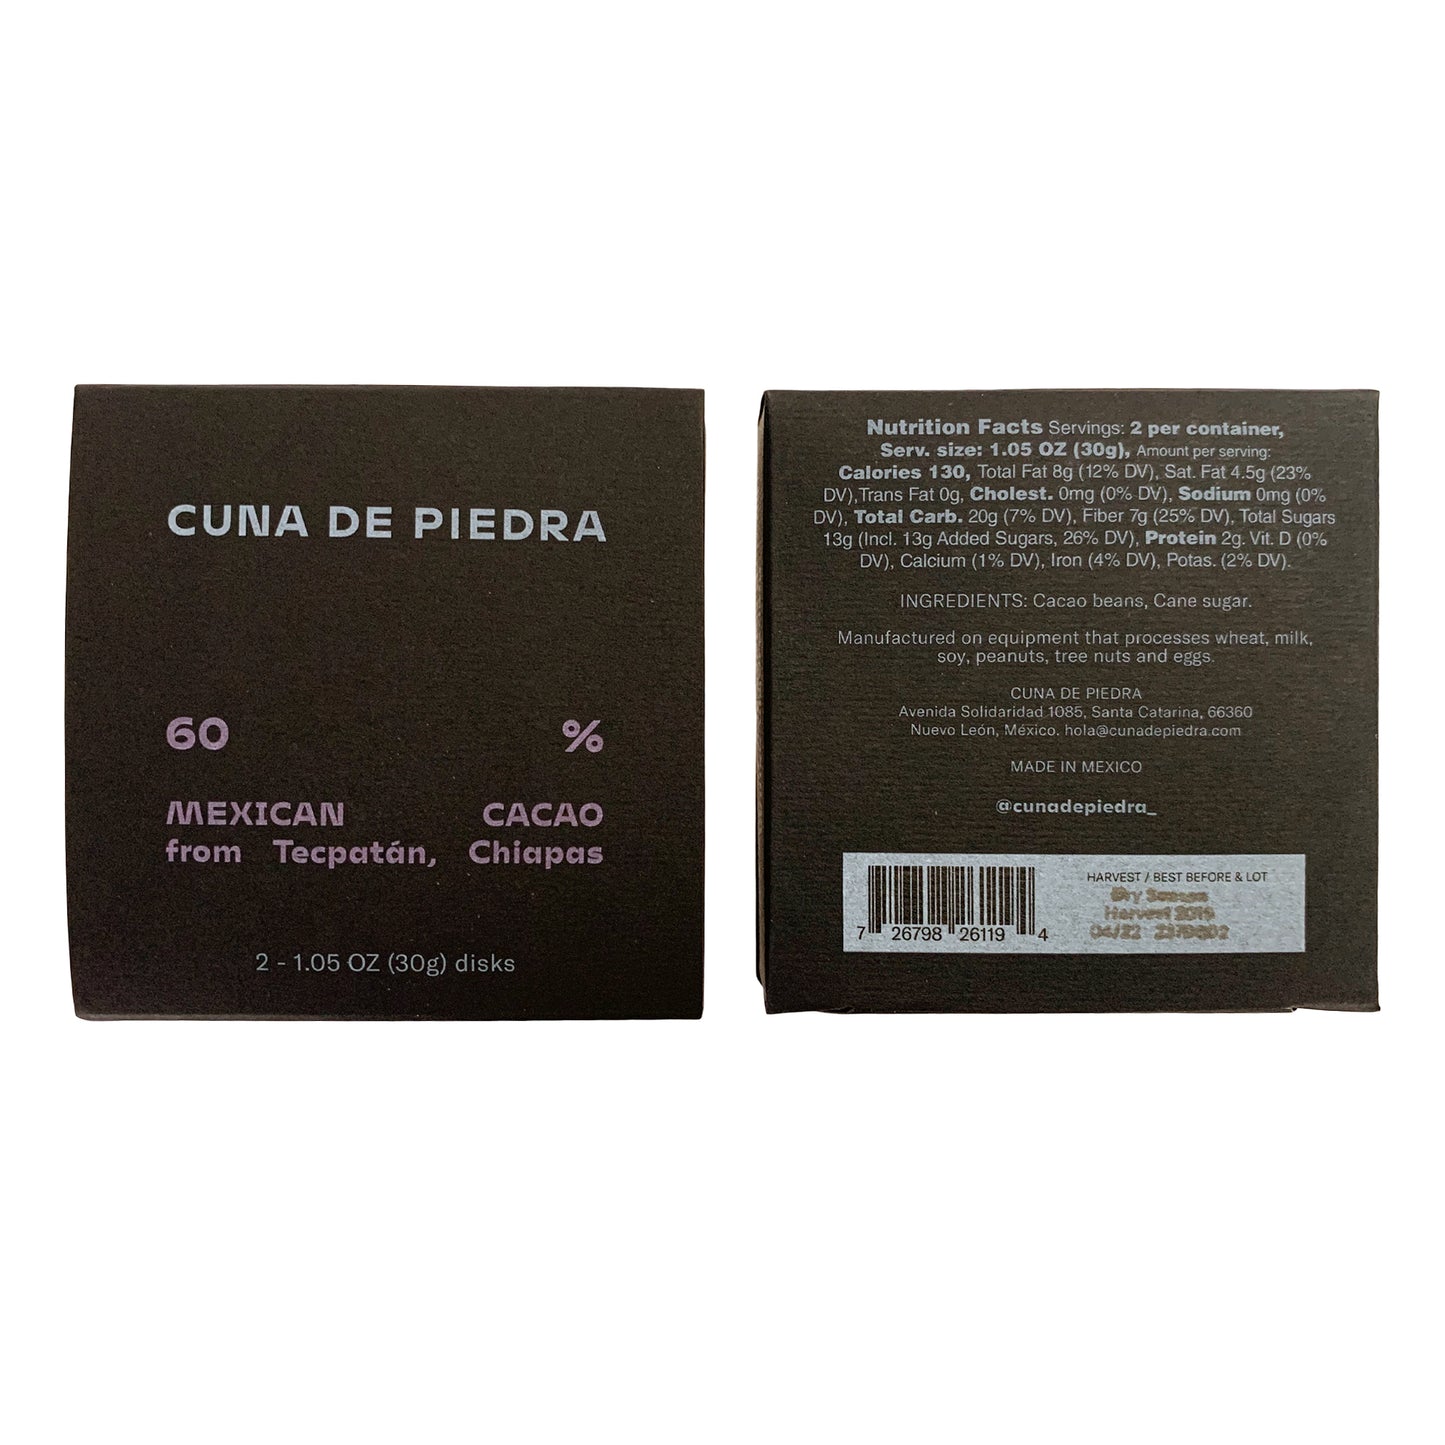 CUNA DE PIEDRA
60 %
MEXICAN CACAO
from Tecpatán, Chiapas
2 - 1.05 OZ (30g) disks
Nutrition Facts Servings: 2 per container,
Serv. size: 1.05 OZ (30g), Amount per serving:
Calories 130, Total Fat 8g (12% DV), Sat. Fat 4.5g (23%
DV),Trans Fat 0g, Cholest. 0mg (0% DV), Sodium 0mg (0%
DV), Total Carb. 20g (7% DV), Fiber 7g (25% DV), Total Sugars
13g (Incl. 13g Added Sugars, 26% DV), Protein 2g. Vit. D (0%
DV), Calcium (1% DV), Iron (4% DV), Potas. (2% DV).
INGREDIENTS: Cacao beans, Cane sugar.
Manufactured on equipment that processes wheat, milk,
soy, peanuts, tree nuts and eggs.
CUNA DE PIEDRA
Avenida Solidaridad 1085, Santa Catarina, 66360
Nuevo León, México. hola@cunadepiedra.com
MADE IN MEXICO
@cunadepiedra_
HARVEST / BEST BEFORE & LOT
Dry Season
Harvest 2019
04/22
7 26798 26119 4